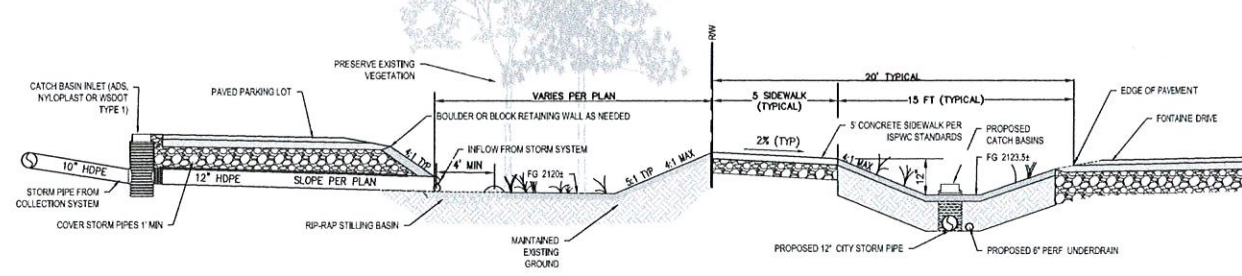 CATCH BASIN INLET (ADS,
NYLOPLAST OR WSDOT
TYPE 1)
PAVED PARKING LOT
PRESERVE EXISTING
VEGETATION
BOULDER OR BLOCK RETAINING WALL AS NEEDED
VARIES PER PLAN
R/W
20' TYPICAL
5 SIDEWALK
(TYPICAL)
15 FT (TYPICAL)
EDGE OF PAVEMENT
FONTAINE DRIVE
4:1 TYP
4' MIN
INFLOW FROM STORM SYSTEM
FG 2120±
5:1 TYP
4:1 MAX
2% (TYP)
5' CONCRETE SIDEWALK PER
ISPWC STANDARDS
PROPOSED
CATCH BASINS
4:1 MAX
12"
FG 2123.5±
10" HDPE
12" HDPE
SLOPE PER PLAN
STORM PIPE FROM
COLLECTION SYSTEM
COVER STORM PIPES 1' MIN
RIP-RAP STILLING BASIN
MAINTAINED
EXISTING
GROUND
PROPOSED 12" CITY STORM PIPE
PROPOSED 6" PERF UNDERDRAIN